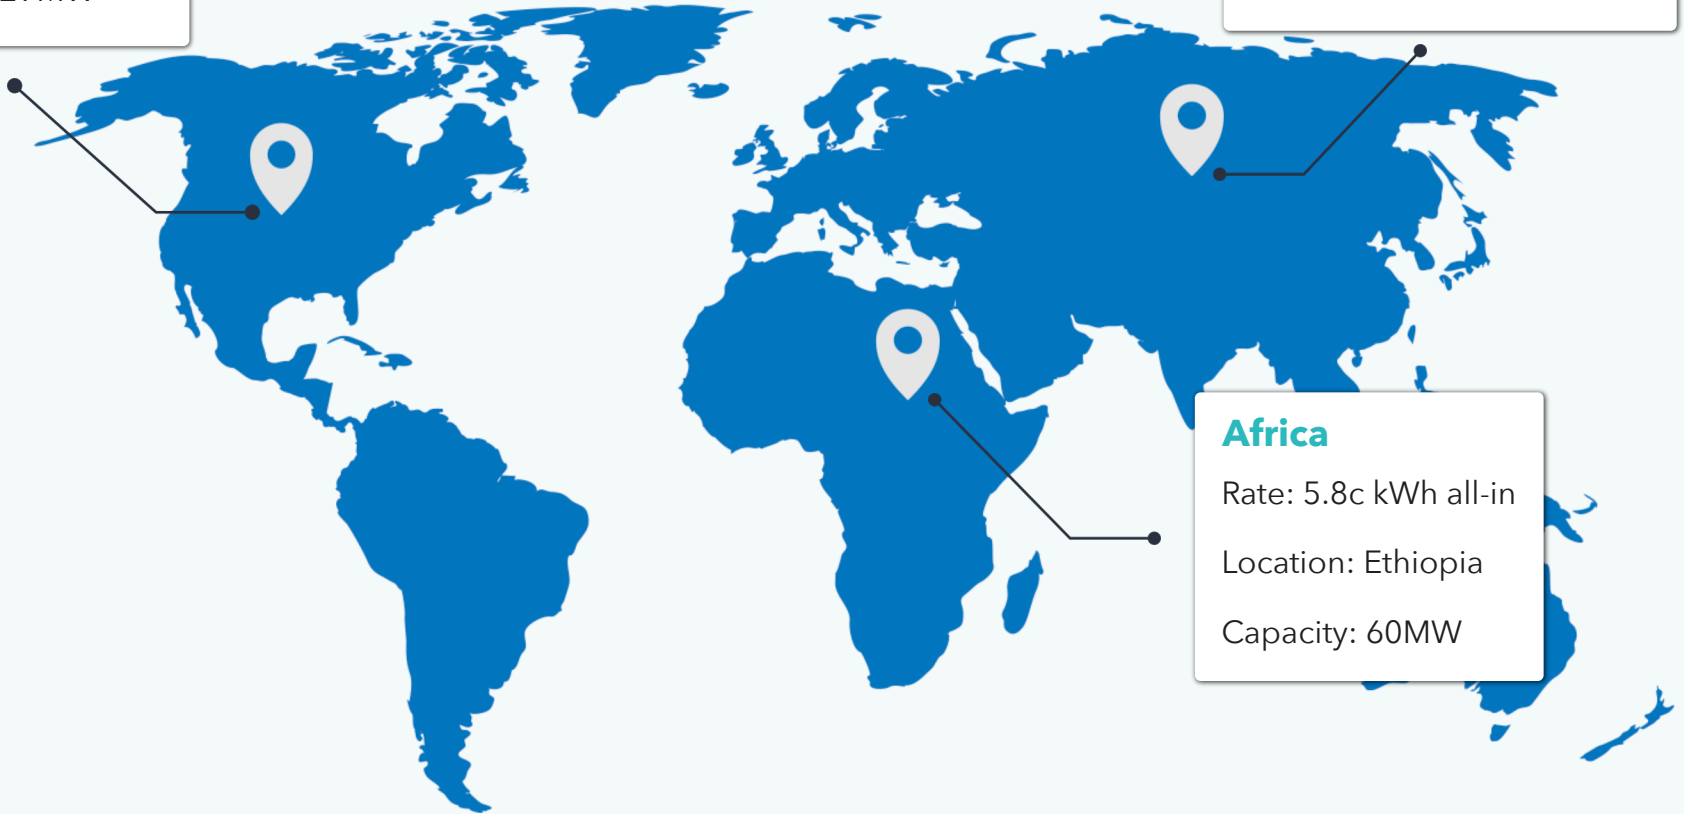 Africa
Rate: 5.8c kWh all-in
Location: Ethiopia
Capacity: 60MW